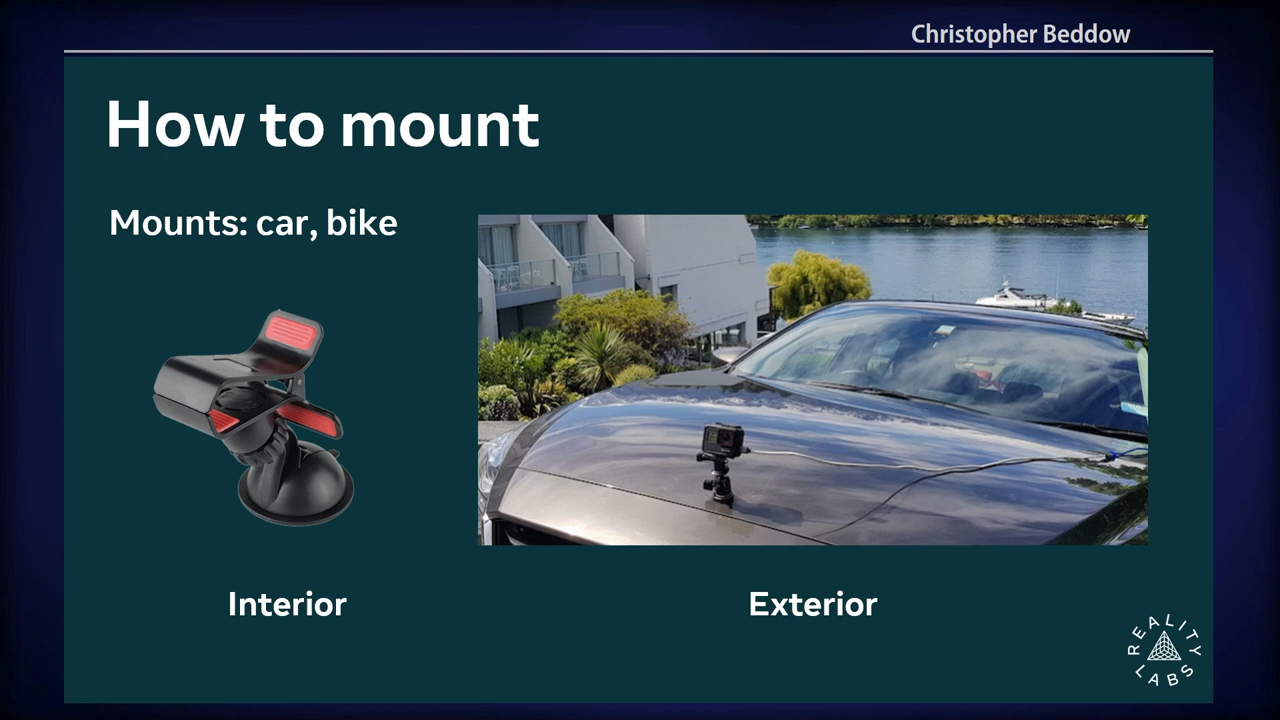 Christopher Beddow
How to mount
Mounts: car, bike
Interior
Exterior
REALITY LABS